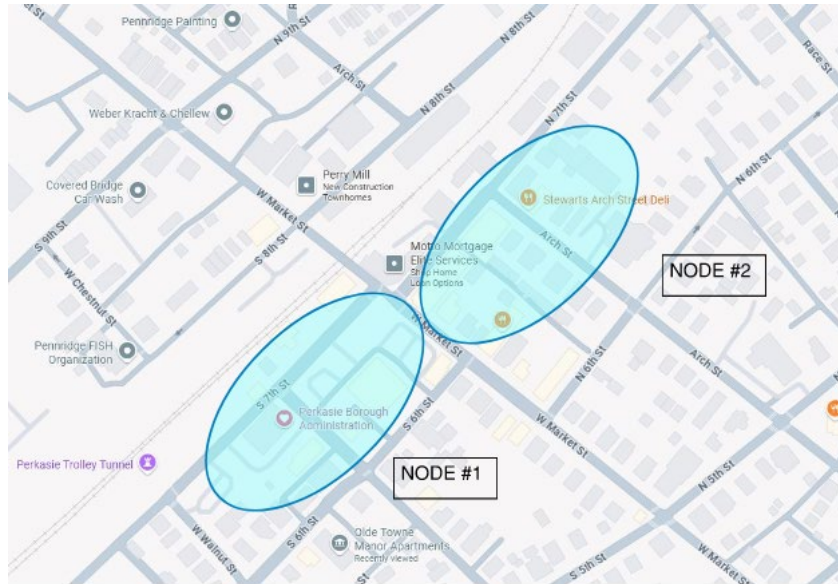 Pennridge Painting
N 9th St
Arch St
N 8th St
N 8th St
Race St
Weber Kracht & Chellew
N 7th St
Perry Mill
New Construction
Townhomes
Covered Bridge
Car Wash
W Market St
N 6th St
Stewarts Arch Street Deli
S 9th St
S 8th St
Arch St
W Chestnut St
Motto Mortgage
Elite Services
Shop Home
Loan Options
NODE #2
W Market St
Pennridge FISH
Organization
N 6th St
Arch St
S 7th St
S 6th St
Perkasie Borough
Administration
W Market St
Perkasie Trolley Tunnel
NODE #1
N 5th St
W Walnut St
S 6th St
Olde Towne
Manor Apartments
Recently viewed
S 5th St
W Market St